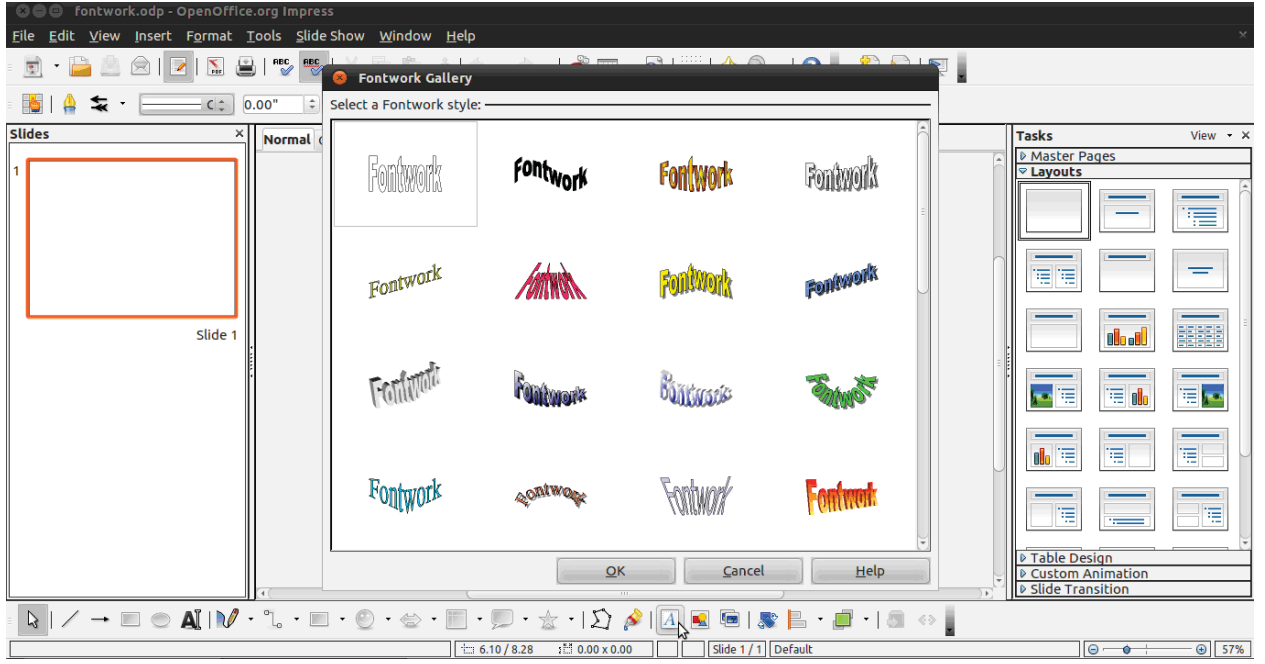 fontwork.odp - OpenOffice.org Impress
File Edit View Insert Format Tools Slide Show Window Help
ABC ABC
Fontwork Gallery
0.00"
Select a Fontwork style:
Slides
Normal
Tasks View
Master Pages
Layouts
1
Fontwork Fontwork Fontwork Fontwork
Fontwork Fontwork Fontwork Fontwork
Slide 1
Fontwork Fontwork Fontwork Fontwork
Fontwork Fontwork Fontwork Fontwork
Table Design
OK Cancel Help
Custom Animation
Slide Transition
6.10 / 8.28 0.00 x 0.00 Slide 1 / 1 Default 57%